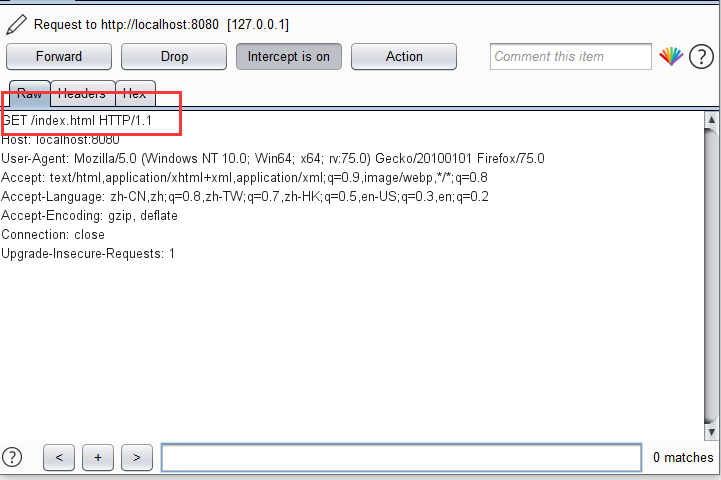 Request to http://localhost:8080 [127.0.0.1]
Forward Drop Intercept is on Action Comment this item ?
Raw Headers Hex
GET /index.html HTTP/1.1
Host: localhost:8080
User-Agent: Mozilla/5.0 (Windows NT 10.0; Win64; x64; rv:75.0) Gecko/20100101 Firefox/75.0
Accept: text/html,application/xhtml+xml,application/xml;q=0.9,image/webp,*/*;q=0.8
Accept-Language: zh-CN,zh;q=0.8,zh-TW;q=0.7,zh-HK;q=0.5,en-US;q=0.3,en;q=0.2
Accept-Encoding: gzip, deflate
Connection: close
Upgrade-Insecure-Requests: 1
? < + > 0 matches